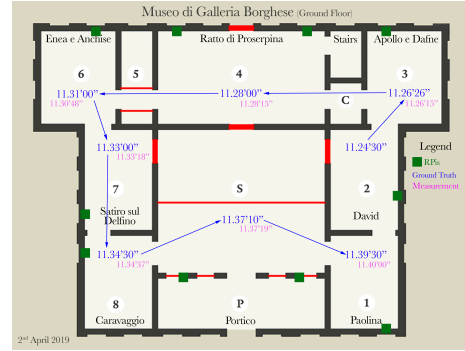 Museo di Galleria Borghese (Ground Floor)
Enea e Anchise
Ratto di Proserpina
Stairs
Apollo e Dafne
6
5
4
3
11.31'00"
11.30'48"
11.28'00"
11.28'15"
C
11.26'26"
11.26'15"
11.33'00"
11.33'18"
11.24'30"
Legend
RPis
Ground Truth
Measurement
7
S
2
Satiro sul
Delfino
11.37'10"
11.37'19"
David
11.34'30"
11.34'37"
11.39'30"
11.40'00"
8
P
1
Caravaggio
Portico
Paolina
2nd April 2019